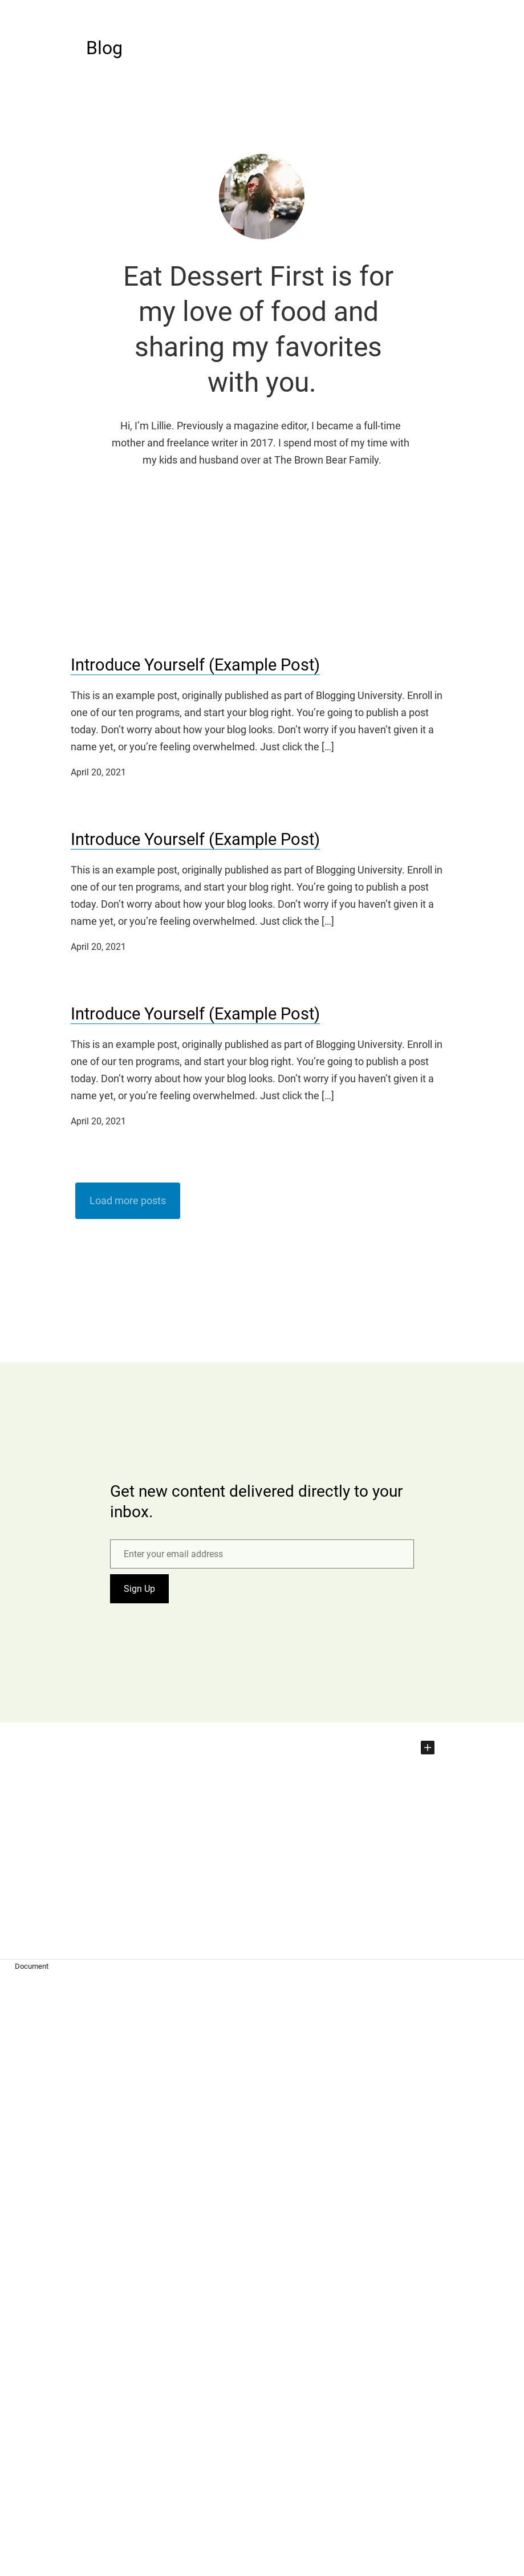 Blog
Eat Dessert First is for
my love of food and
sharing my favorites
with you.
Hi, I’m Lillie. Previously a magazine editor, I became a full-time
mother and freelance writer in 2017. I spend most of my time with
my kids and husband over at The Brown Bear Family.
Introduce Yourself (Example Post)
This is an example post, originally published as part of Blogging University. Enroll in
one of our ten programs, and start your blog right. You’re going to publish a post
today. Don’t worry about how your blog looks. Don’t worry if you haven’t given it a
name yet, or you’re feeling overwhelmed. Just click the […]
April 20, 2021
Introduce Yourself (Example Post)
This is an example post, originally published as part of Blogging University. Enroll in
one of our ten programs, and start your blog right. You’re going to publish a post
today. Don’t worry about how your blog looks. Don’t worry if you haven’t given it a
name yet, or you’re feeling overwhelmed. Just click the […]
April 20, 2021
Introduce Yourself (Example Post)
This is an example post, originally published as part of Blogging University. Enroll in
one of our ten programs, and start your blog right. You’re going to publish a post
today. Don’t worry about how your blog looks. Don’t worry if you haven’t given it a
name yet, or you’re feeling overwhelmed. Just click the […]
April 20, 2021
Load more posts
Get new content delivered directly to your
inbox.
Enter your email address
Sign Up
Document